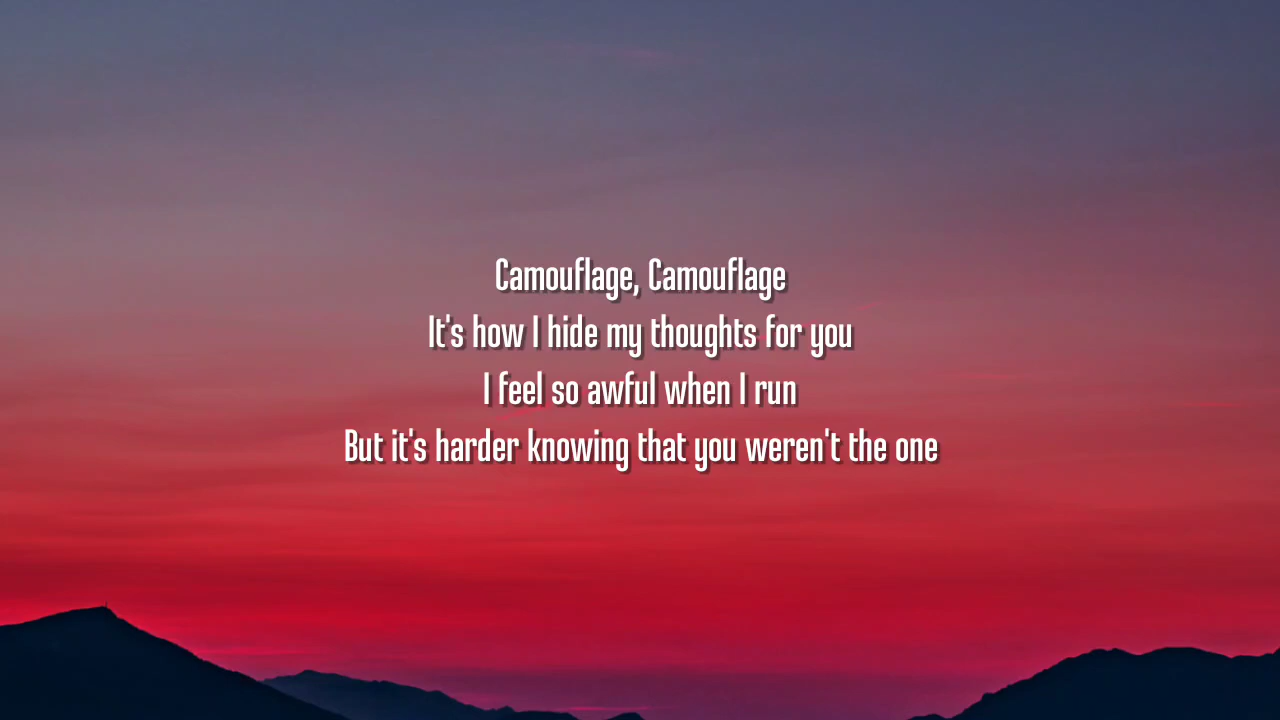 Camouflage, Camouflage
It's how I hide my thoughts for you
I feel so awful when I run
But it's harder knowing that you weren't the one